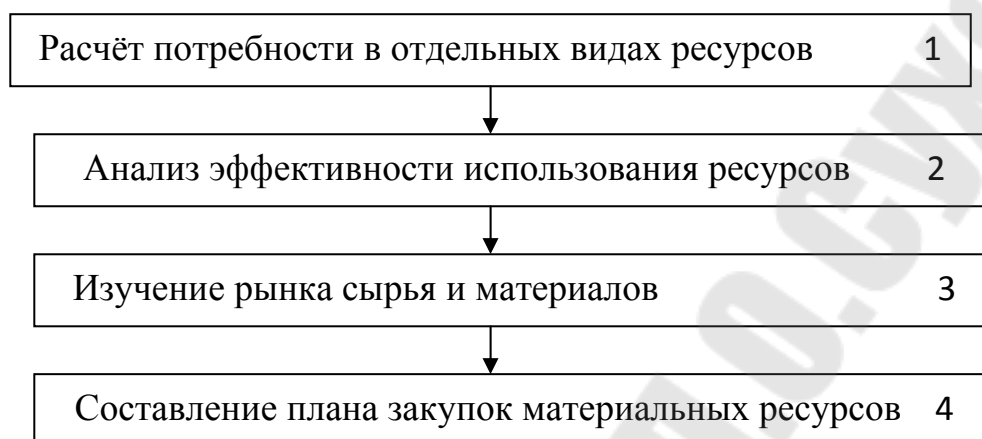 Расчёт потребности в отдельных видах ресурсов 1
Анализ эффективности использования ресурсов 2
Изучение рынка сырья и материалов 3
Составление плана закупок материальных ресурсов 4